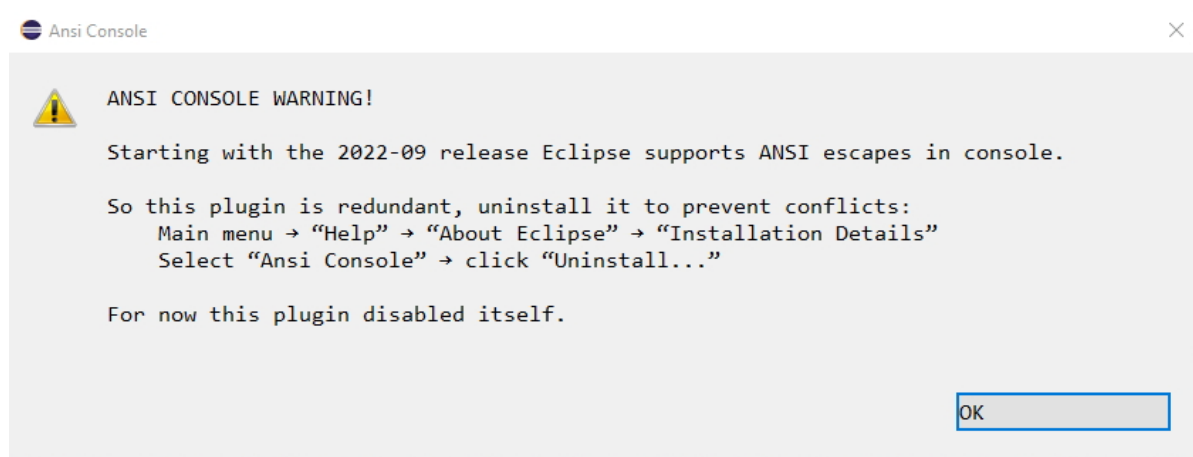 Ansi Console
ANSI CONSOLE WARNING!
Starting with the 2022-09 release Eclipse supports ANSI escapes in console.
So this plugin is redundant, uninstall it to prevent conflicts:
Main menu → “Help” → “About Eclipse” → “Installation Details”
Select “Ansi Console” → click “Uninstall...”
For now this plugin disabled itself.
OK